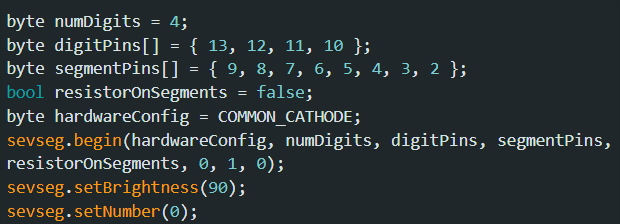 byte numDigits = 4;
byte digitPins[] = { 13, 12, 11, 10 };
byte segmentPins[] = { 9, 8, 7, 6, 5, 4, 3, 2 };
bool resistorOnSegments = false;
byte hardwareConfig = COMMON_CATHODE;
sevseg.begin(hardwareConfig, numDigits, digitPins, segmentPins,
resistorOnSegments, 0, 1, 0);
sevseg.setBrightness(90);
sevseg.setNumber(0);